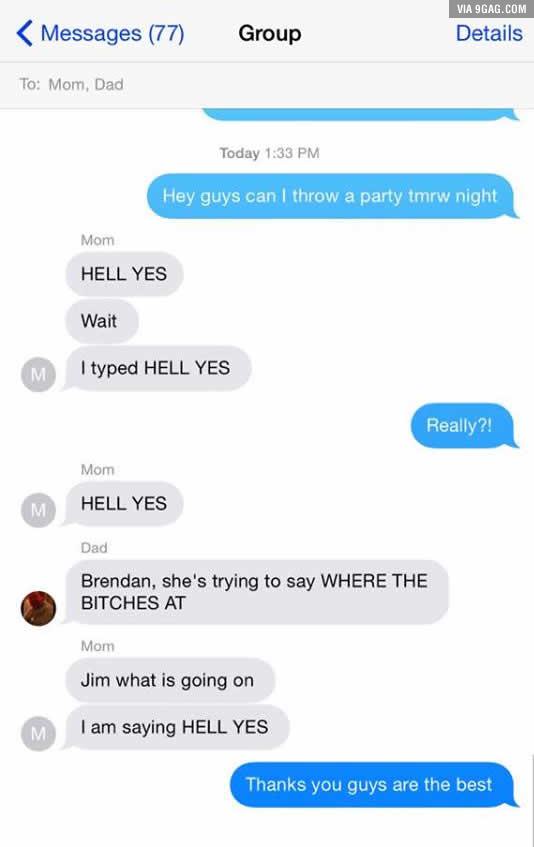 VIA 9GAG.COM
Messages (77) Group Details
To: Mom, Dad
Today 1:33 PM
Hey guys can I throw a party tmrw night
Mom
HELL YES
Wait
M I typed HELL YES
Really?!
Mom
M HELL YES
Dad
Brendan, she's trying to say WHERE THE
BITCHES AT
Mom
Jim what is going on
M I am saying HELL YES
Thanks you guys are the best